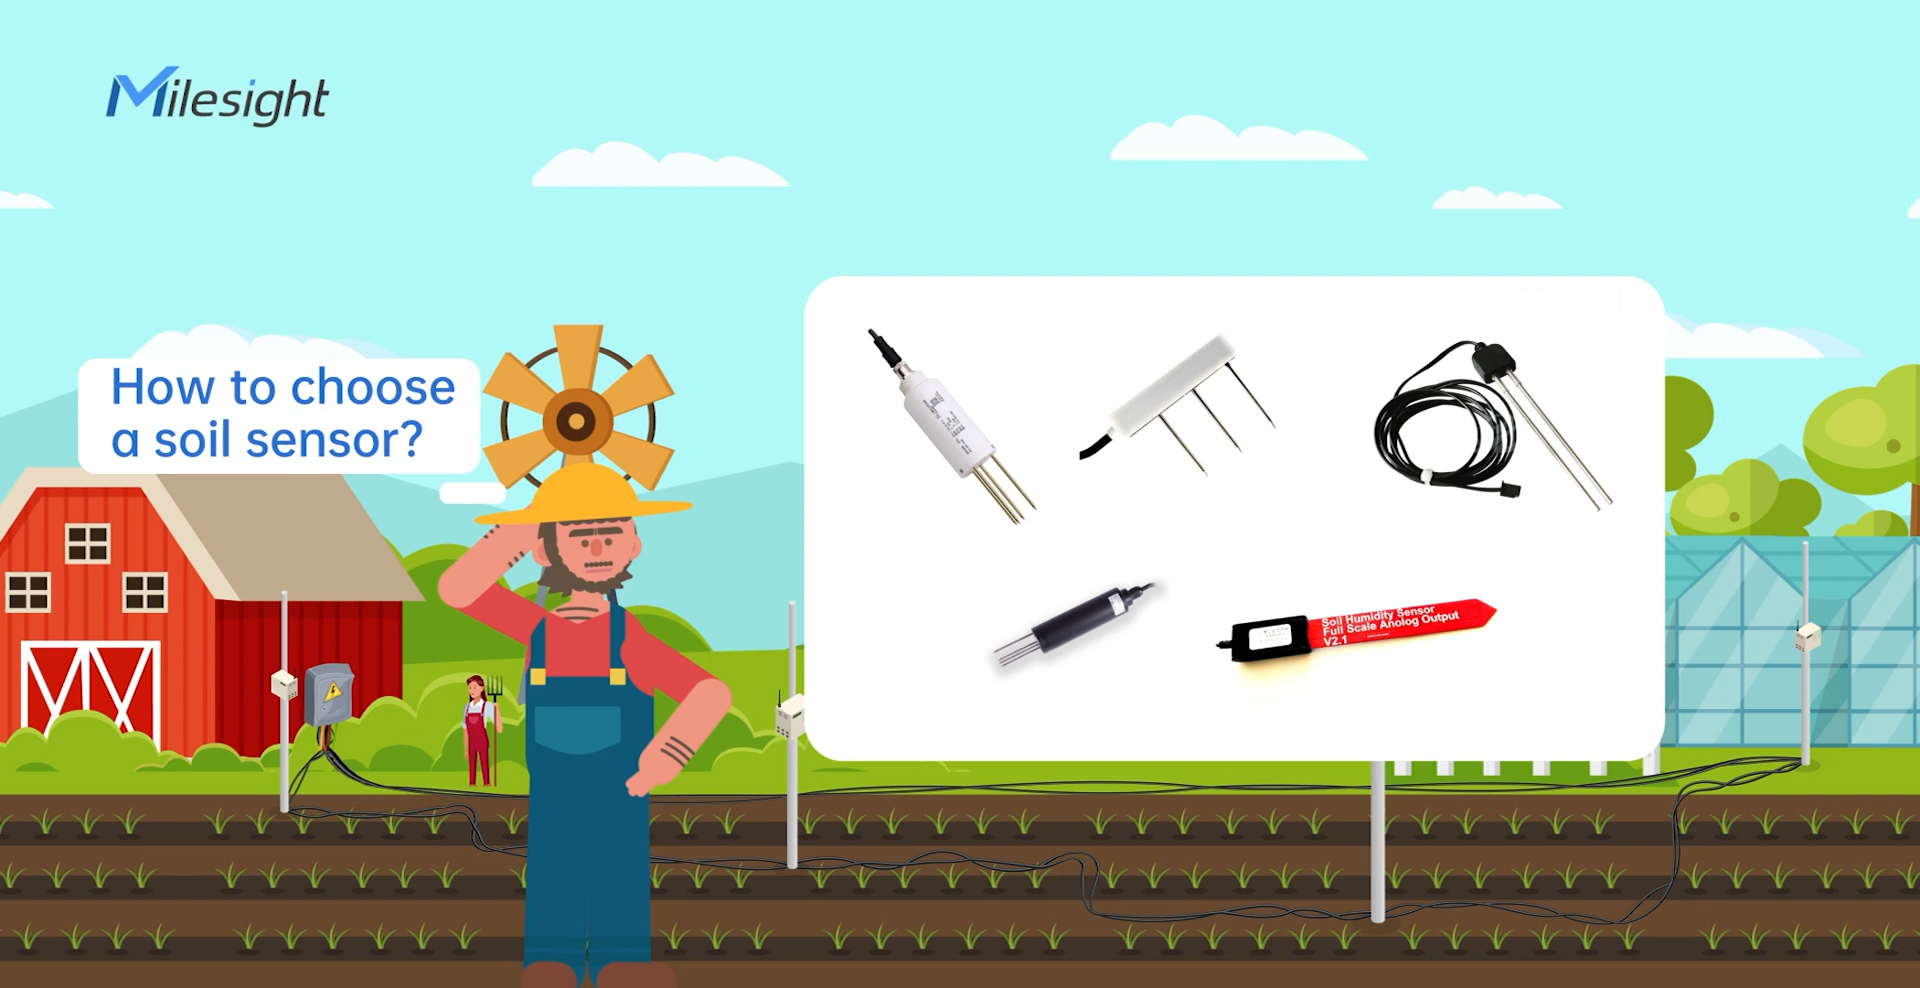 Milesight
How to choose
a soil sensor?
Soil Humidity Sensor
Full Scale Anolog Output
V2.1